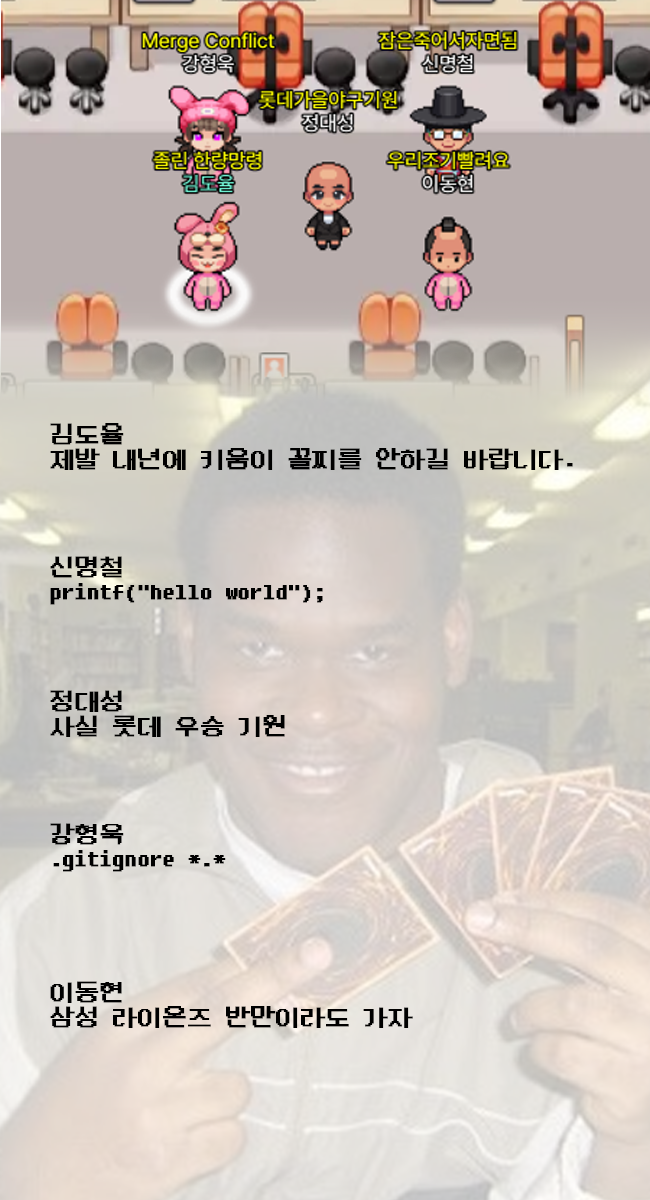 Merge Conflict
강형욱
잠은죽어서자면됨
신명철
롯데가을야구기원
정대성
졸린 한량망령
김도율
우리조기빨려요
이동현
김도율
제발 내년에 키움이 꼴찌를 안하길 바랍니다.
신명철
printf("hello world");
정대성
사실 롯데 우승 기원
강형욱
.gitignore *.*
이동현
삼성 라이온즈 반만이라도 가자